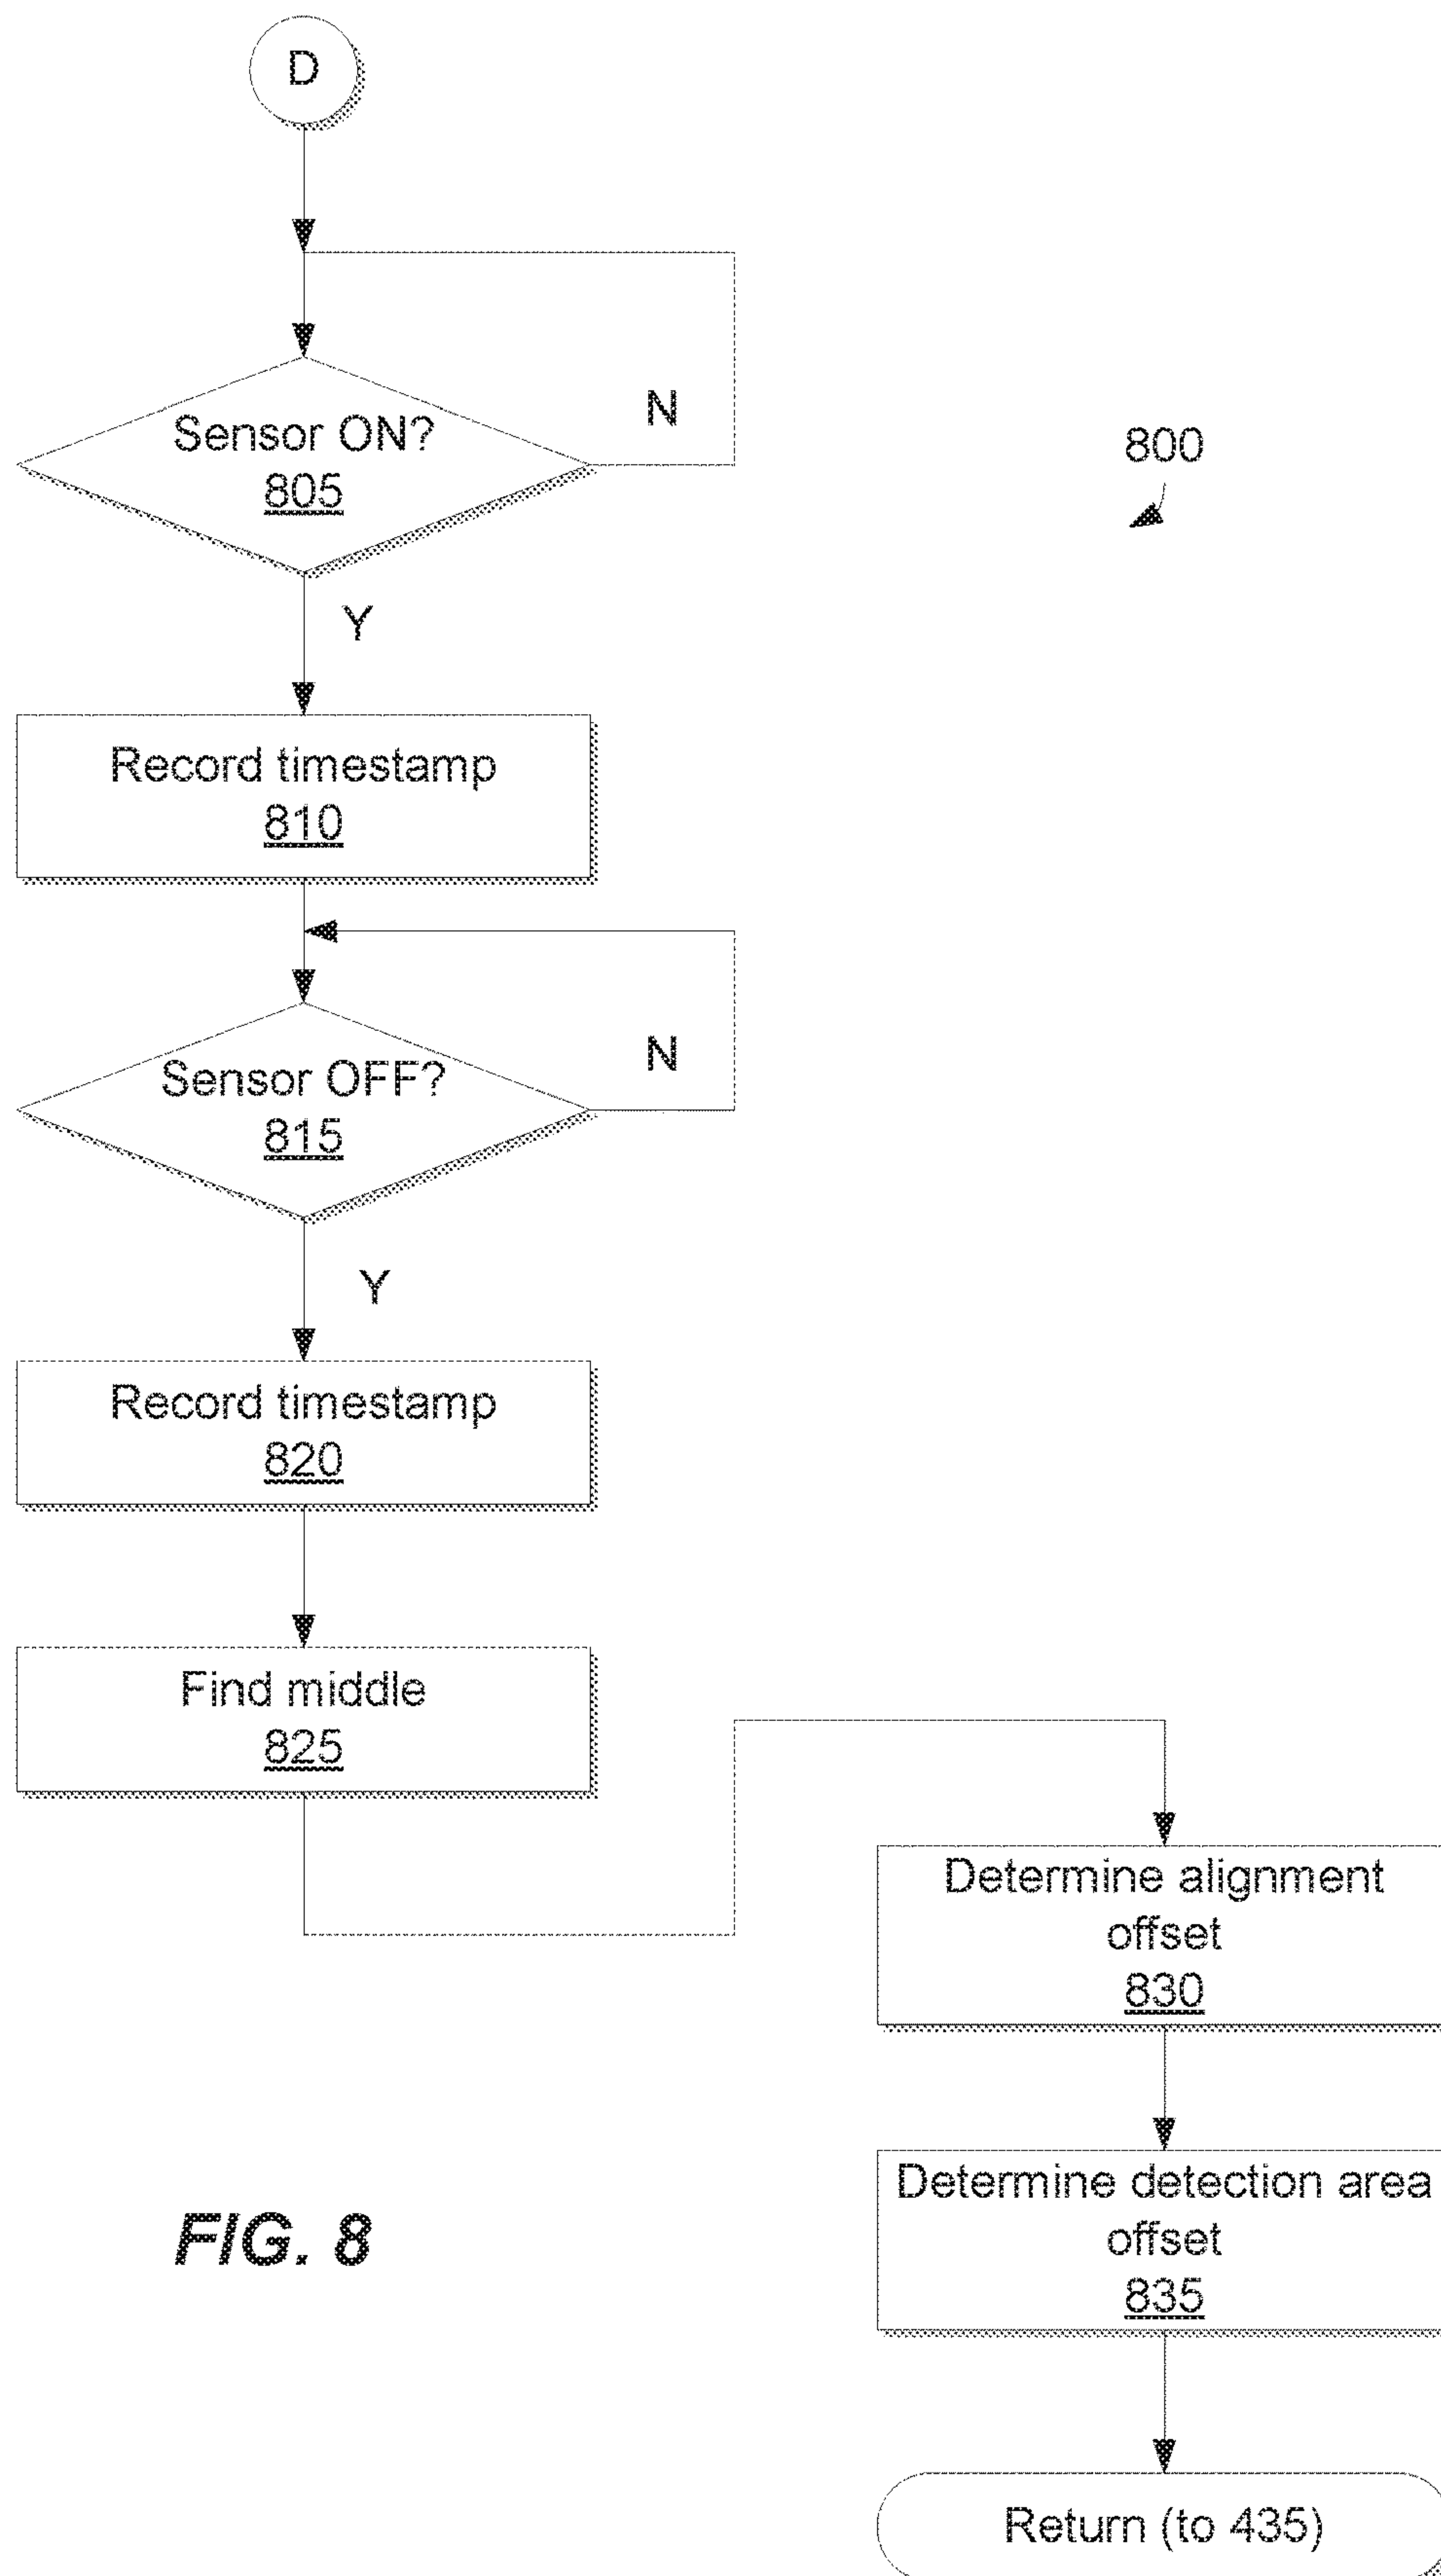 D
Sensor ON?
805
N
800
Y
Record timestamp
810
Sensor OFF?
815
N
Y
Record timestamp
820
Find middle
825
Determine alignment
offset
830
Determine detection area
offset
835
FIG. 8
Return (to 435)